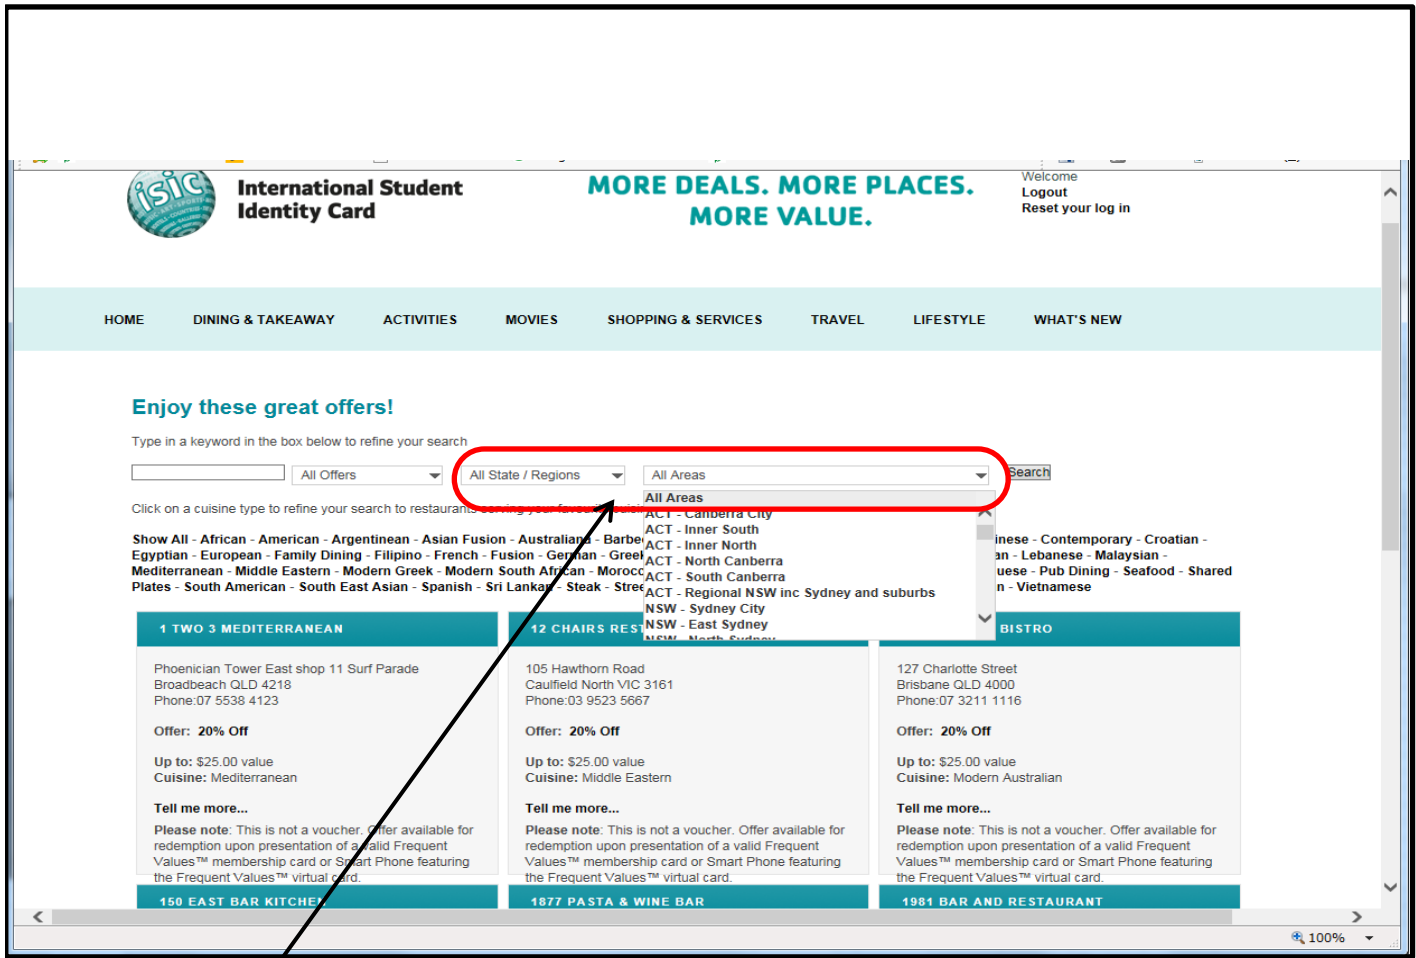 isic
International Student
Identity Card
MORE DEALS. MORE PLACES.
MORE VALUE.
Welcome
Logout
Reset your log in
HOME DINING & TAKEAWAY ACTIVITIES MOVIES SHOPPING & SERVICES TRAVEL LIFESTYLE WHAT'S NEW
Enjoy these great offers!
Type in a keyword in the box below to refine your search
All Offers All State / Regions All Areas Search
Click on a cuisine type to refine your search to restaurants serving your favourite
All Areas
ACT - Canberra City
ACT - Inner South
ACT - Inner North
ACT - North Canberra
ACT - South Canberra
ACT - Regional NSW inc Sydney and suburbs
NSW - Sydney City
NSW - East Sydney
NSW - North Sydney
Show All - African - American - Argentinean - Asian Fusion - Australiana - Barbe nese - Contemporary - Croatian -
Egyptian - European - Family Dining - Filipino - French - Fusion - German - Greek an - Lebanese - Malaysian -
Mediterranean - Middle Eastern - Modern Greek - Modern South African - Morocc uese - Pub Dining - Seafood - Shared
Plates - South American - South East Asian - Spanish - Sri Lankan - Steak - Stree n - Vietnamese
1 TWO 3 MEDITERRANEAN
Phoenician Tower East shop 11 Surf Parade
Broadbeach QLD 4218
Phone:07 5538 4123
Offer: 20% Off
Up to: $25.00 value
Cuisine: Mediterranean
Tell me more...
Please note: This is not a voucher. Offer available for
redemption upon presentation of a valid Frequent
Values™ membership card or Smart Phone featuring
the Frequent Values™ virtual card.
12 CHAIRS REST
105 Hawthorn Road
Caulfield North VIC 3161
Phone:03 9523 5667
Offer: 20% Off
Up to: $25.00 value
Cuisine: Middle Eastern
Tell me more...
Please note: This is not a voucher. Offer available for
redemption upon presentation of a valid Frequent
Values™ membership card or Smart Phone featuring
the Frequent Values™ virtual card.
BISTRO
127 Charlotte Street
Brisbane QLD 4000
Phone:07 3211 1116
Offer: 20% Off
Up to: $25.00 value
Cuisine: Modern Australian
Tell me more...
Please note: This is not a voucher. Offer available for
redemption upon presentation of a valid Frequent
Values™ membership card or Smart Phone featuring
the Frequent Values™ virtual card.
150 EAST BAR KITCHEN
1877 PASTA & WINE BAR
1981 BAR AND RESTAURANT
100%